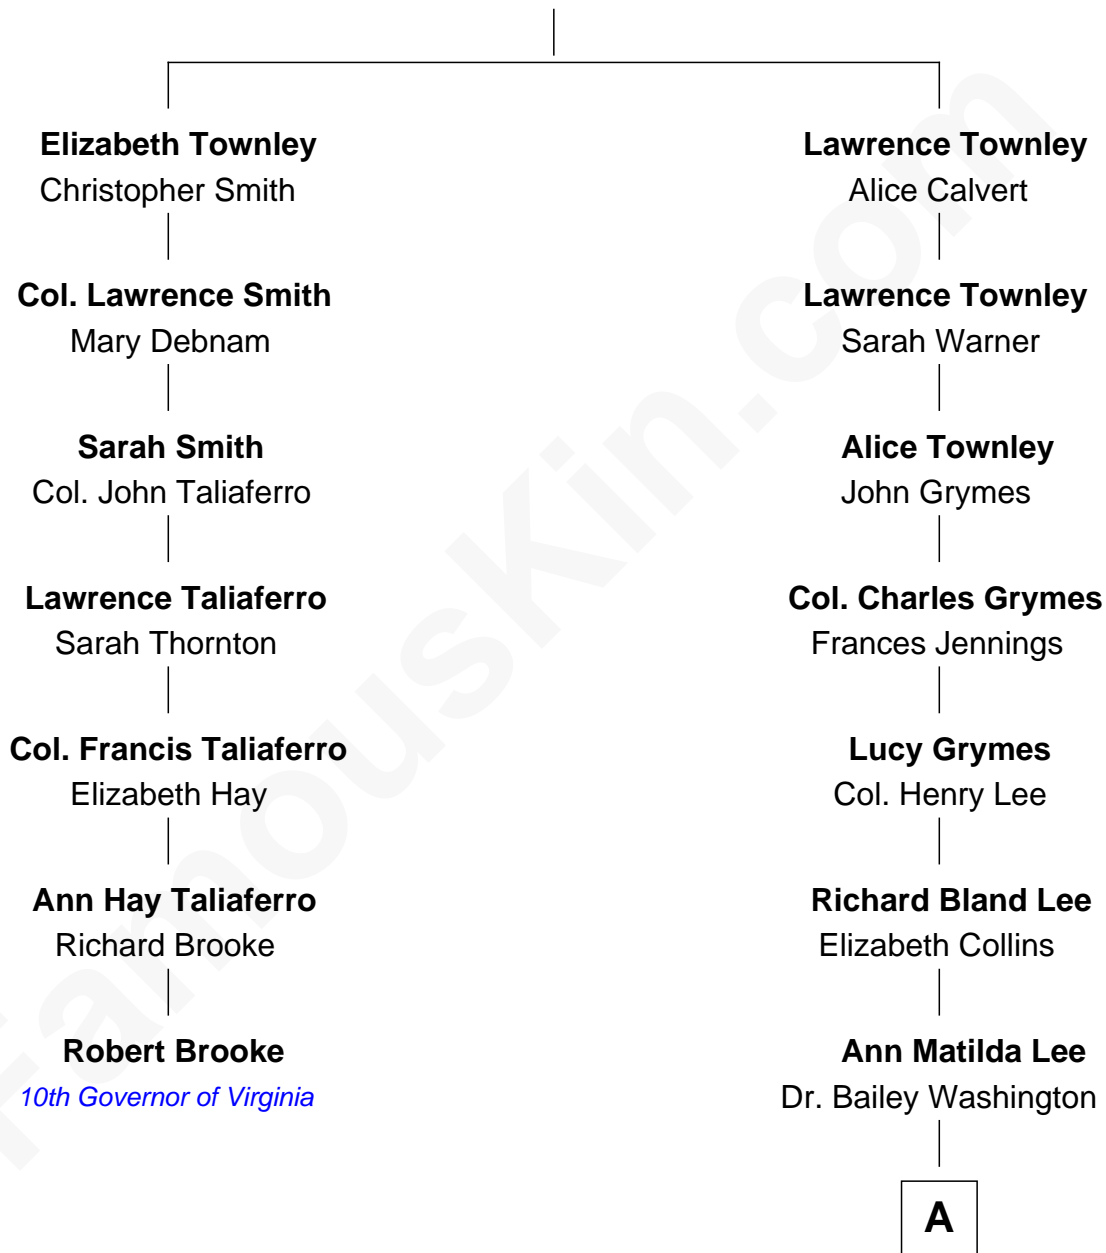 Elizabeth Townley
Christopher Smith
Col. Lawrence Smith
Mary Debnam
Sarah Smith
Col. John Taliaferro
Lawrence Taliaferro
Sarah Thornton
Col. Francis Taliaferro
Elizabeth Hay
Ann Hay Taliaferro
Richard Brooke
Robert Brooke
10th Governor of Virginia
Lawrence Townley
Alice Calvert
Lawrence Townley
Sarah Warner
Alice Townley
John Grymes
Col. Charles Grymes
Frances Jennings
Lucy Grymes
Col. Henry Lee
Richard Bland Lee
Elizabeth Collins
Ann Matilda Lee
Dr. Bailey Washington
A
FamousKin.com